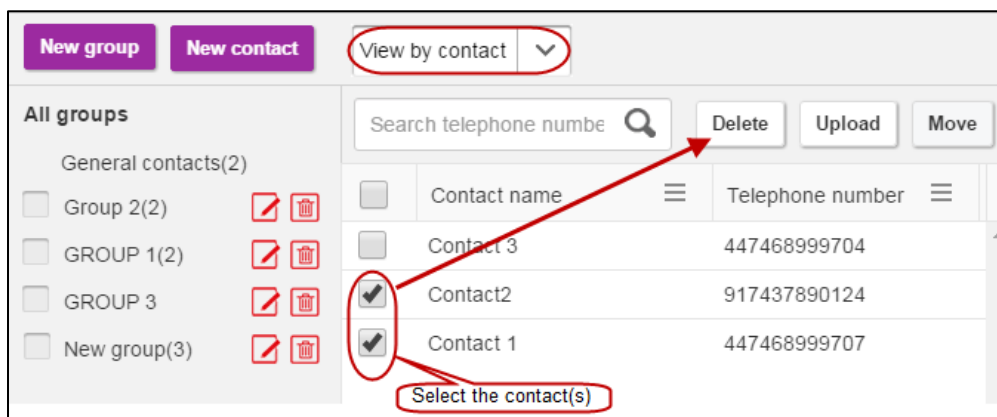 New group New contact View by contact
All groups
Search telephone numbe Delete Upload Move
General contacts(2)
Contact name Telephone number
Group 2(2)
GROUP 1(2)
Contact 3 447468999704
GROUP 3
Contact2 917437890124
New group(3)
Contact 1 447468999707
Select the contact(s)